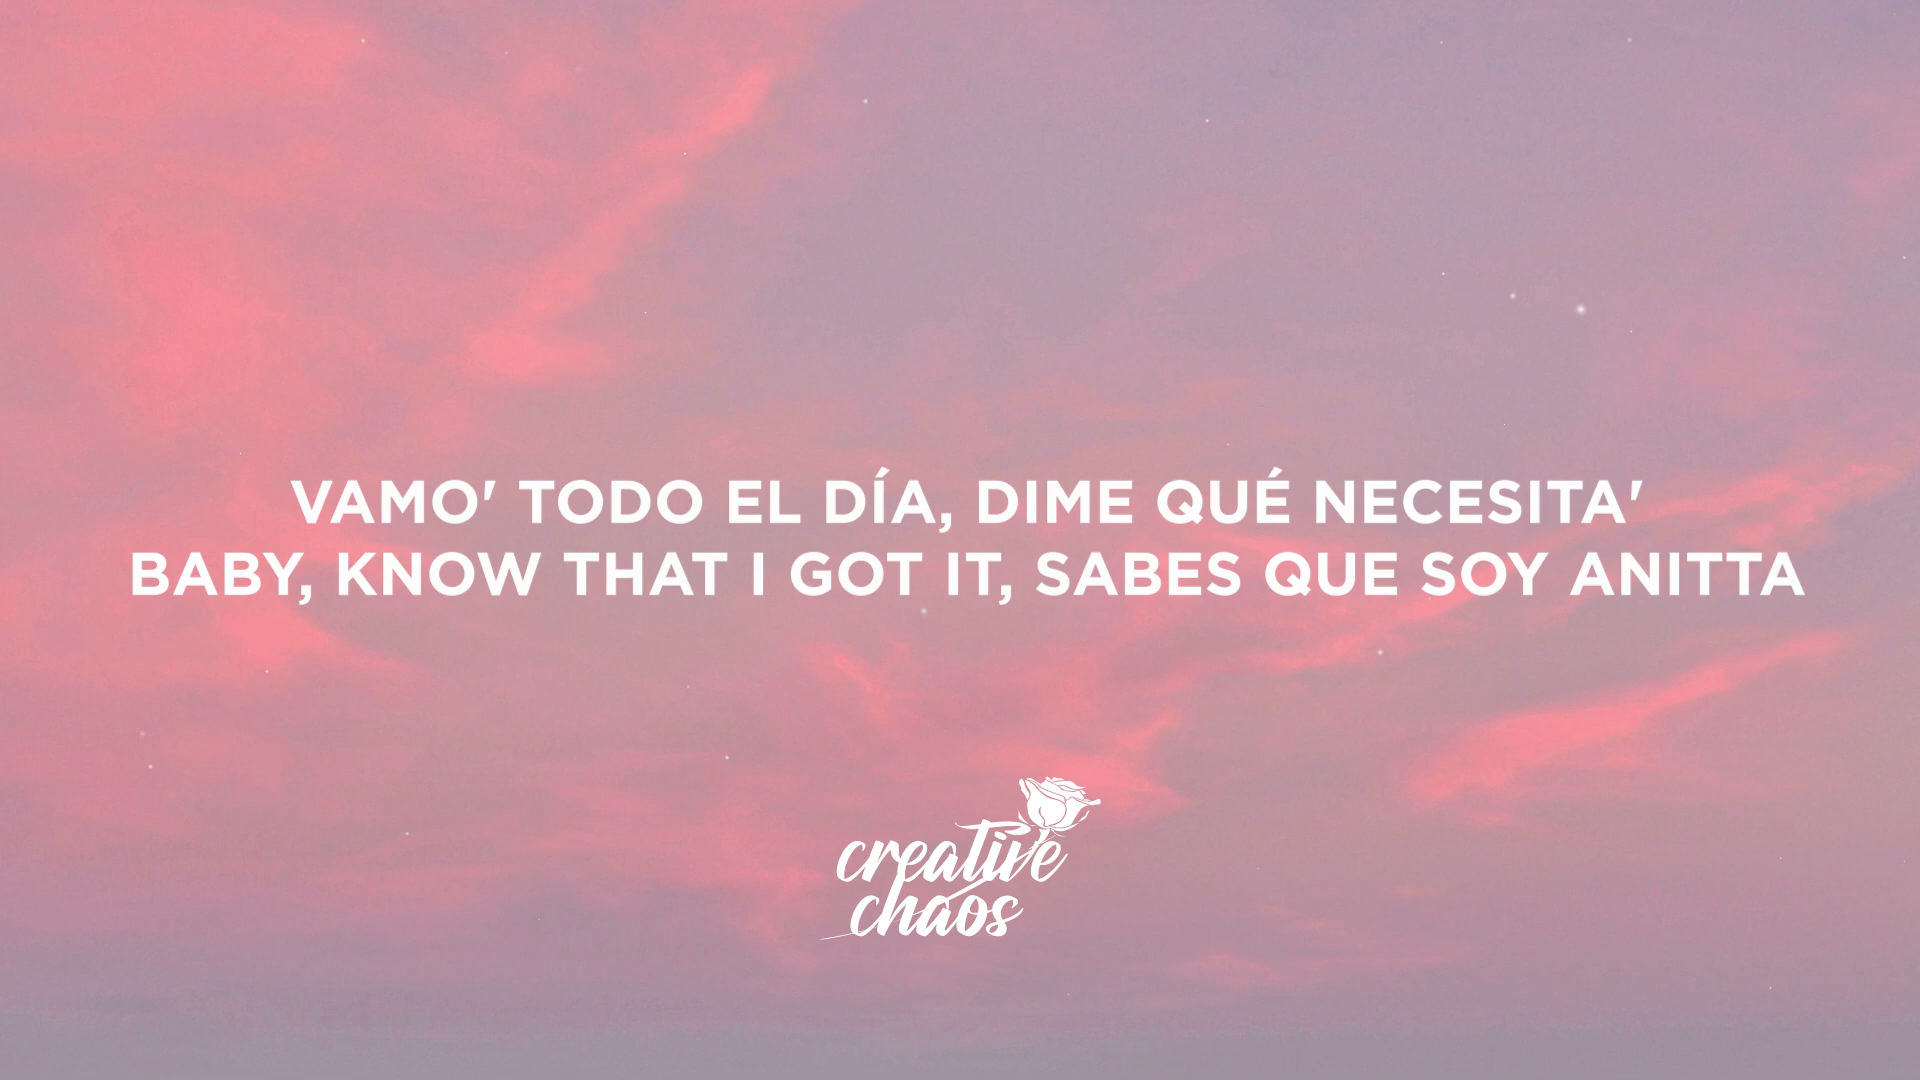 VAMO' TODO EL DÍA, DIME QUÉ NECESITA'
BABY, KNOW THAT I GOT IT, SABES QUE SOY ANITTA
creative
chaos